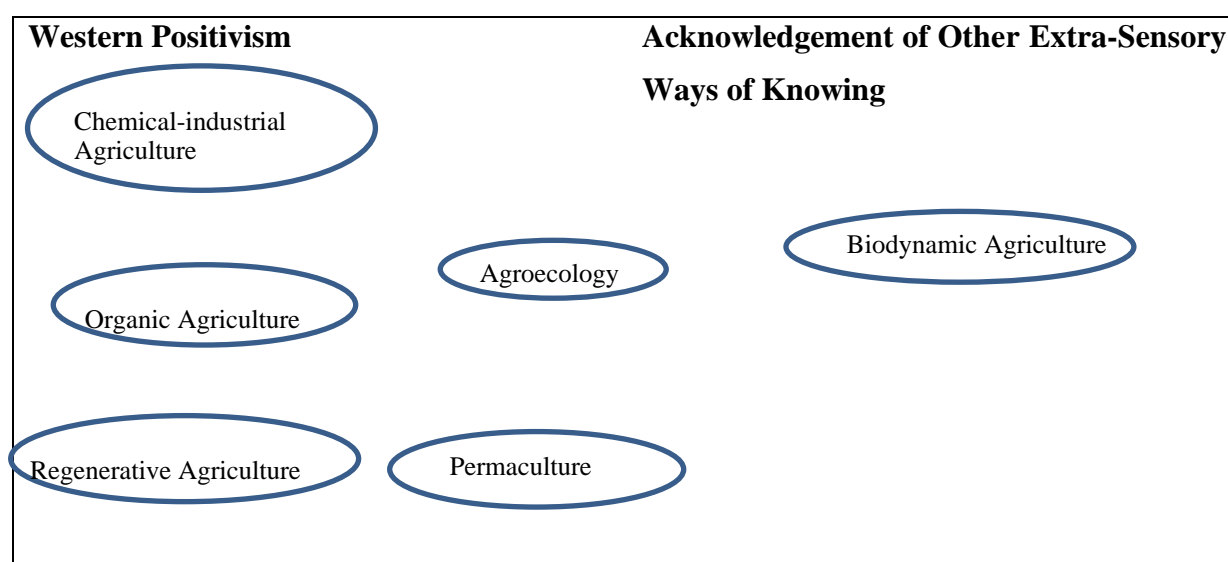 Western Positivism
Acknowledgement of Other Extra-Sensory
Ways of Knowing
Chemical-industrial
Agriculture
Biodynamic Agriculture
Agroecology
Organic Agriculture
Regenerative Agriculture
Permaculture